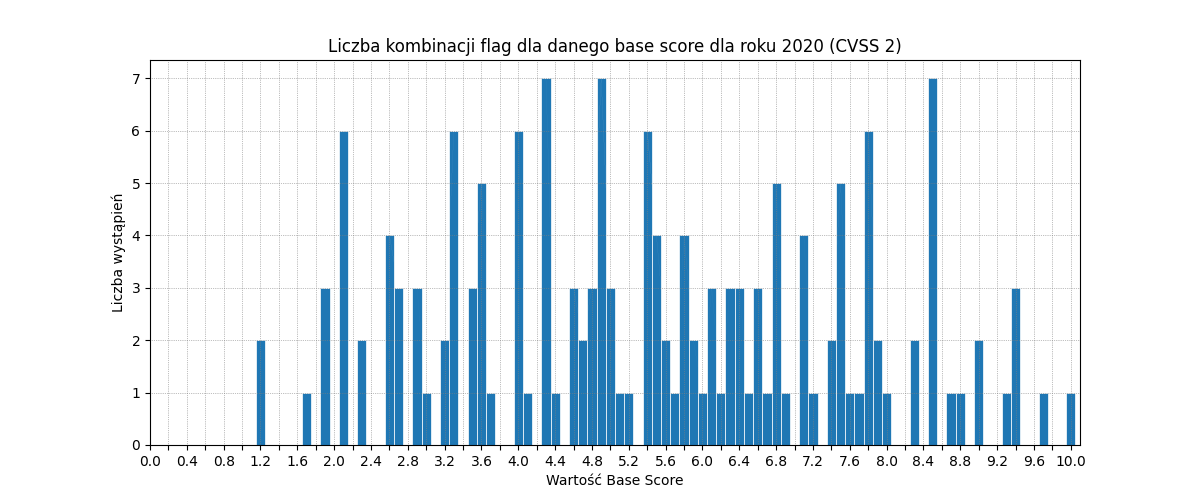 Liczba kombinacji flag dla danego base score dla roku 2020 (CVSS 2)
7
6
5
4
3
2
1
0
Liczba wystąpień
0.0 0.4 0.8 1.2 1.6 2.0 2.4 2.8 3.2 3.6 4.0 4.4 4.8 5.2 5.6 6.0 6.4 6.8 7.2 7.6 8.0 8.4 8.8 9.2 9.6 10.0
Wartość Base Score